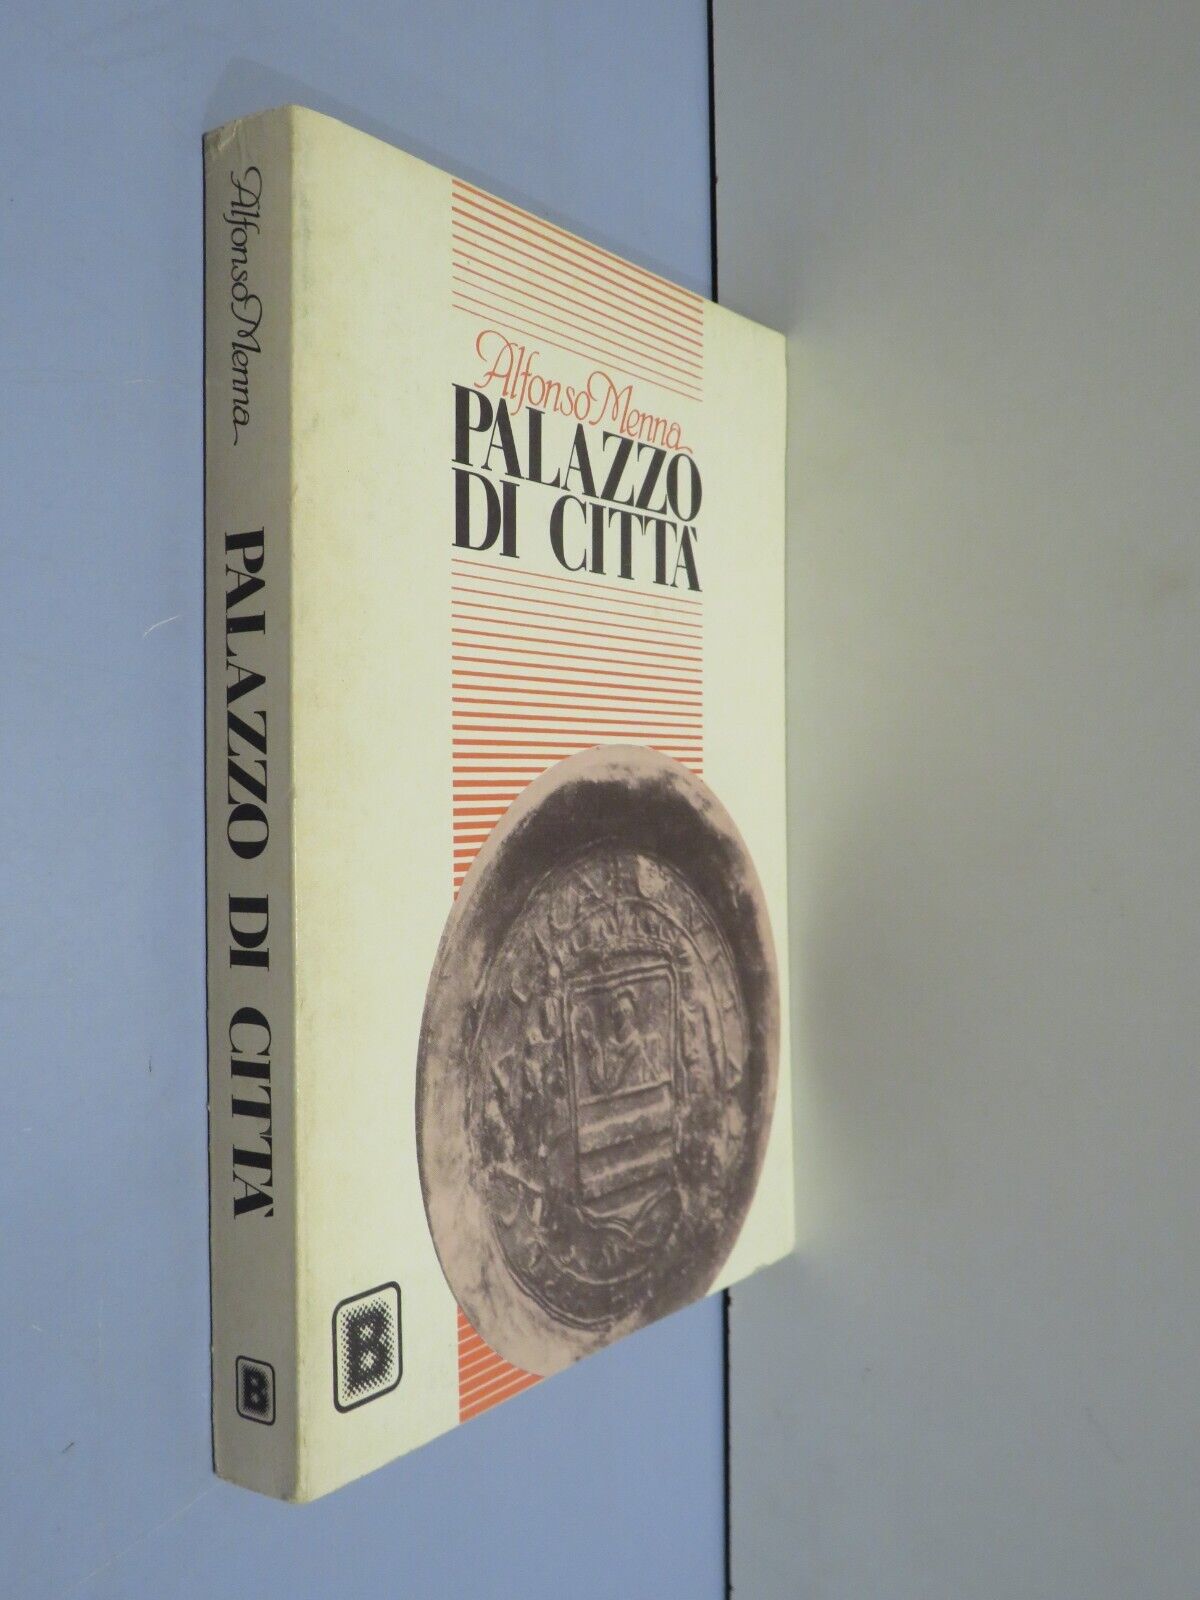 Alfonso Menna
PALAZZO DI CITTÀ
B
Alfonso Menna
PALAZZO
DI CITTÀ
B